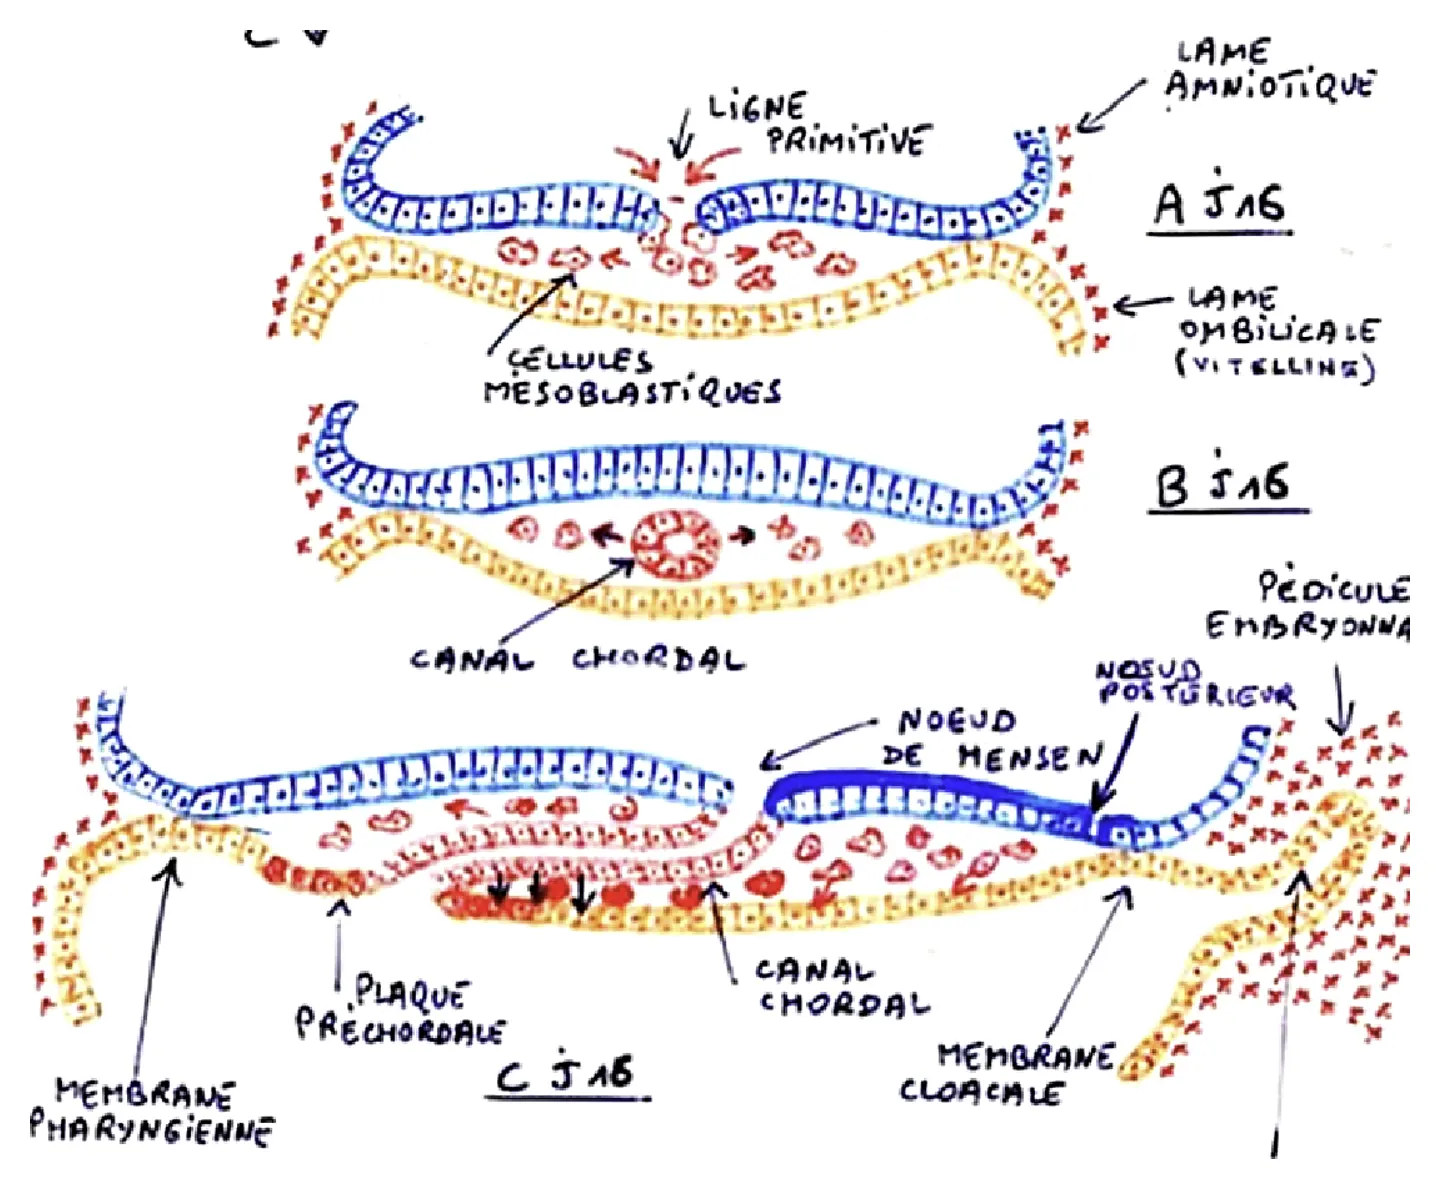 LAME
AMNIOTIQUE
LIGNE
PRIMITIVE
A j16
LAME
OMBILICALE
(VITELLINE)
CELLULES
MESOBLASTIQUES
B j16
CANAL CHORDAL
PÉDICULE
EMBRYONNA
NOEUD
POSTERIEUR
NOEUD
DE HENSEN
PLAQUE
PRECHORDALE
CANAL
CHORDAL
C j16
MEMBRANE
CLOACALE
MEMBRANE
PHARYNGIENNE